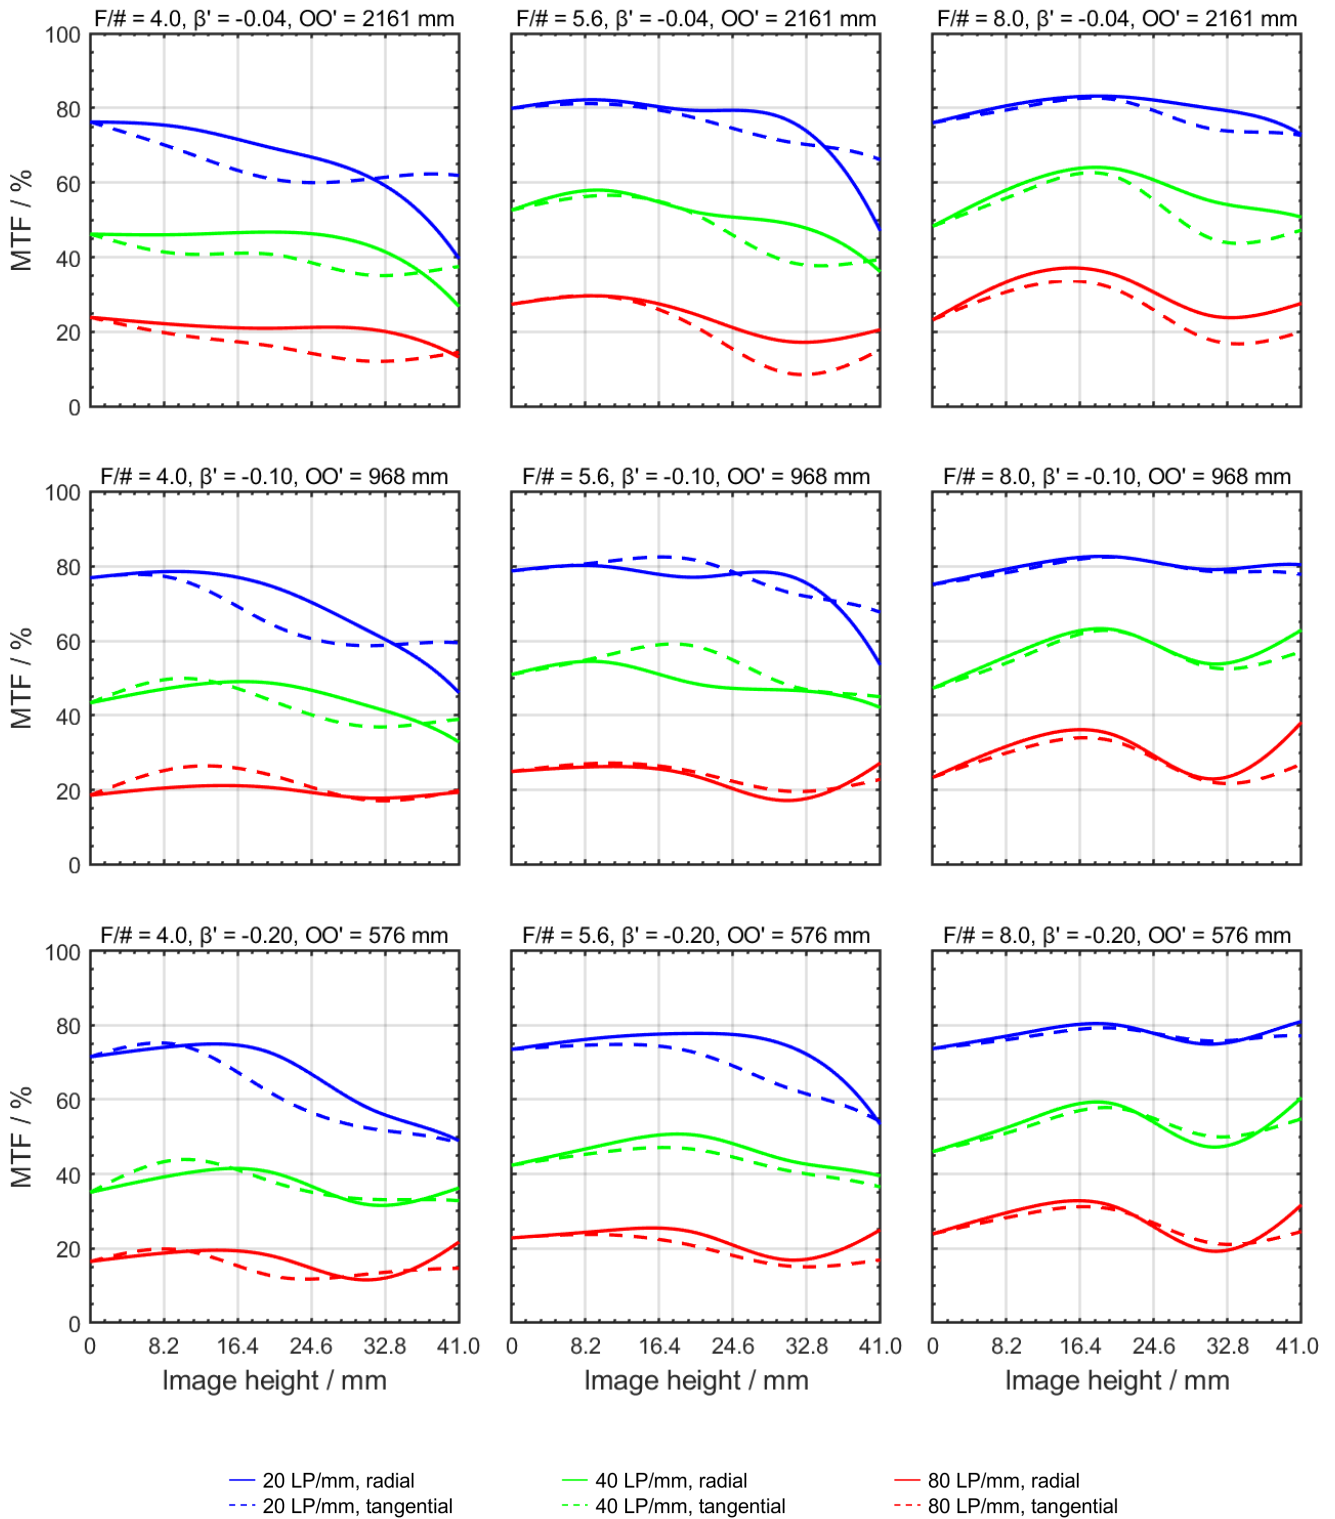 F/# = 4.0, β' = -0.04, OO' = 2161 mm
F/# = 5.6, β' = -0.04, OO' = 2161 mm
F/# = 8.0, β' = -0.04, OO' = 2161 mm
100
80
60
40
20
0
MTF / %
F/# = 4.0, β' = -0.10, OO' = 968 mm
F/# = 5.6, β' = -0.10, OO' = 968 mm
F/# = 8.0, β' = -0.10, OO' = 968 mm
100
80
60
40
20
0
MTF / %
F/# = 4.0, β' = -0.20, OO' = 576 mm
F/# = 5.6, β' = -0.20, OO' = 576 mm
F/# = 8.0, β' = -0.20, OO' = 576 mm
100
80
60
40
20
0
MTF / %
0 8.2 16.4 24.6 32.8 41.0
0 8.2 16.4 24.6 32.8 41.0
0 8.2 16.4 24.6 32.8 41.0
Image height / mm
Image height / mm
Image height / mm
20 LP/mm, radial
40 LP/mm, radial
80 LP/mm, radial
20 LP/mm, tangential
40 LP/mm, tangential
80 LP/mm, tangential